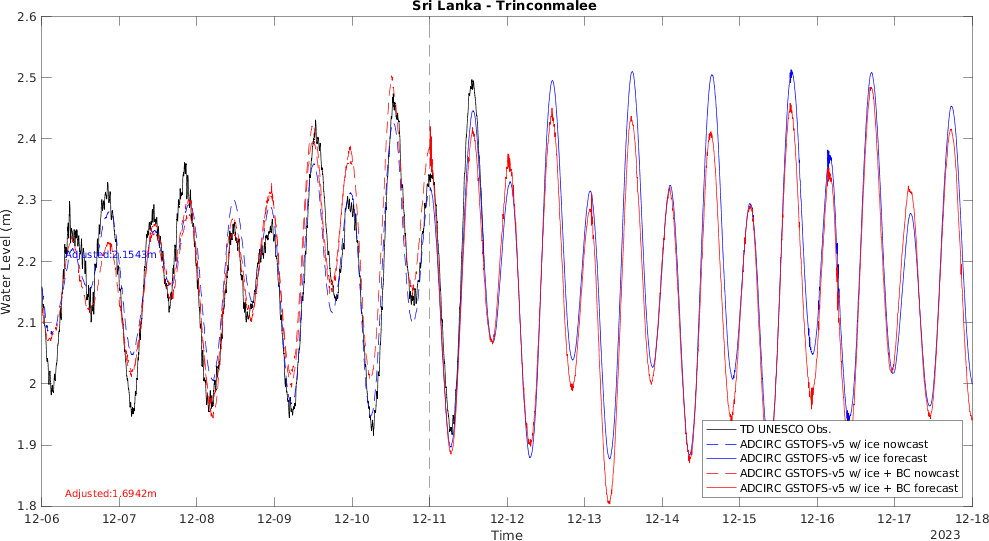 Sri Lanka - Trinconmalee
2.6
2.5
2.4
2.3
2.2
2.1
2
1.9
1.8
Water Level (m)
Adjusted:2.1543m
Adjusted:1.6942m
TD UNESCO Obs.
ADCIRC GSTOFS-v5 w/ ice nowcast
ADCIRC GSTOFS-v5 w/ ice forecast
ADCIRC GSTOFS-v5 w/ ice + BC nowcast
ADCIRC GSTOFS-v5 w/ ice + BC forecast
12-06 12-07 12-08 12-09 12-10 12-11 12-12 12-13 12-14 12-15 12-16 12-17 12-18
Time
2023